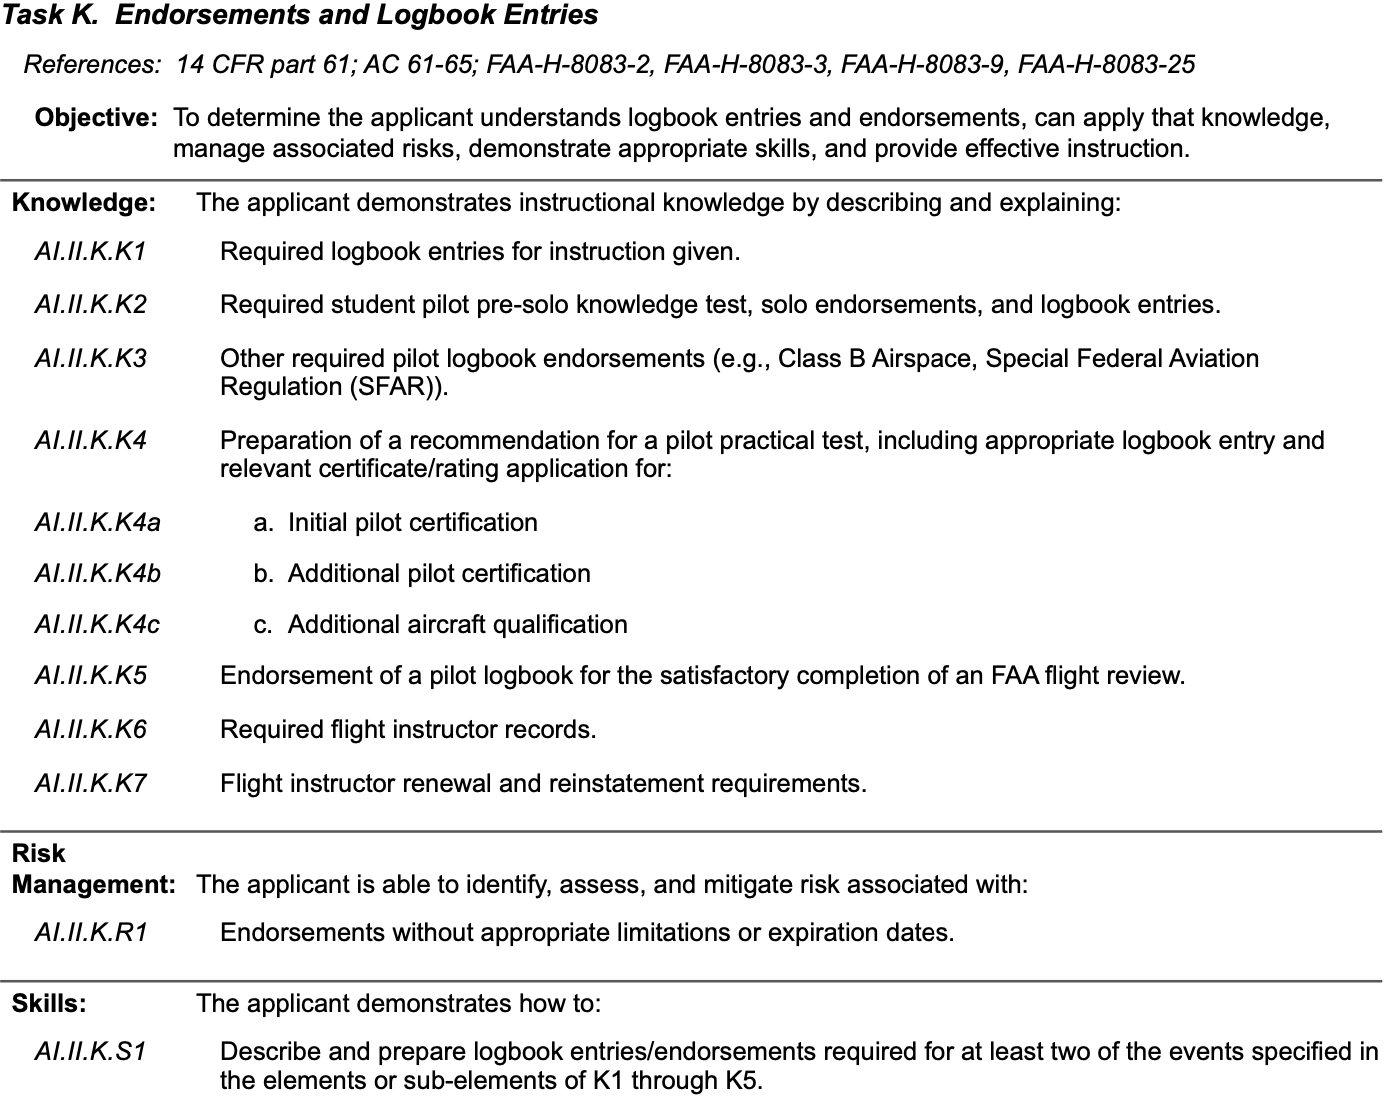 Task K. Endorsements and Logbook Entries
References: 14 CFR part 61; AC 61-65; FAA-H-8083-2, FAA-H-8083-3, FAA-H-8083-9, FAA-H-8083-25
Objective: To determine the applicant understands logbook entries and endorsements, can apply that knowledge,
manage associated risks, demonstrate appropriate skills, and provide effective instruction.
Knowledge: The applicant demonstrates instructional knowledge by describing and explaining:
AI.II.K.K1 Required logbook entries for instruction given.
AI.II.K.K2 Required student pilot pre-solo knowledge test, solo endorsements, and logbook entries.
AI.II.K.K3 Other required pilot logbook endorsements (e.g., Class B Airspace, Special Federal Aviation
Regulation (SFAR)).
AI.II.K.K4 Preparation of a recommendation for a pilot practical test, including appropriate logbook entry and
relevant certificate/rating application for:
AI.II.K.K4a a. Initial pilot certification
AI.II.K.K4b b. Additional pilot certification
AI.II.K.K4c c. Additional aircraft qualification
AI.II.K.K5 Endorsement of a pilot logbook for the satisfactory completion of an FAA flight review.
AI.II.K.K6 Required flight instructor records.
AI.II.K.K7 Flight instructor renewal and reinstatement requirements.
Risk
Management: The applicant is able to identify, assess, and mitigate risk associated with:
AI.II.K.R1 Endorsements without appropriate limitations or expiration dates.
Skills: The applicant demonstrates how to:
AI.II.K.S1 Describe and prepare logbook entries/endorsements required for at least two of the events specified in
the elements or sub-elements of K1 through K5.